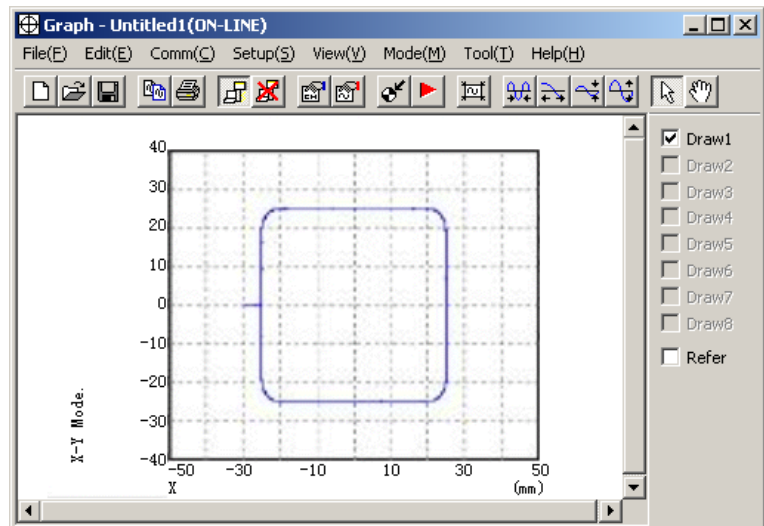 Graph - Untitled1(ON-LINE)
File(F) Edit(E) Comm(C) Setup(S) View(V) Mode(M) Tool(T) Help(H)
40
30
20
10
0
-10
-20
-30
-40
-50 -30 -10 10 30 50
X (mm)
X-Y Mode.
Draw1
Draw2
Draw3
Draw4
Draw5
Draw6
Draw7
Draw8
Refer